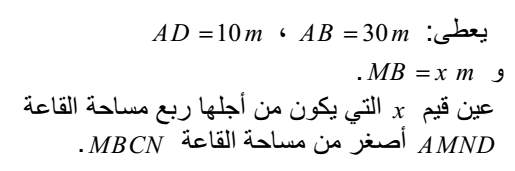 يعطى: AB = 30 m ، AD = 10 m
و MB = x m .
عين قيم x التي يكون من أجلها ربع مساحة القاعة
AMND أصغر من مساحة القاعة MBCN .